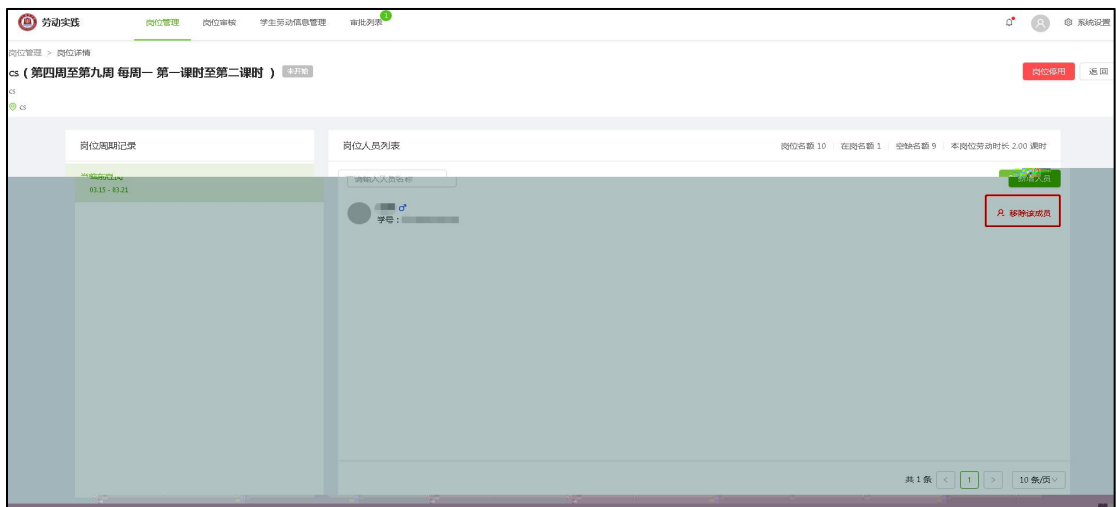 劳动实践 岗位管理 岗位审核 学生劳动信息管理 审批列表 1 系统设置
岗位管理 > 岗位详情
cs ( 第四周至第九周 每周一 第一课时至第二课时 ) 未开始 岗位停用 返回
cs
cs
岗位周期记录 岗位人员列表 岗位名额 10 在岗名额 1 空缺名额 9 本岗位劳动时长 2.00 课时
03.15 - 03.21 请输入人员名称
移除该成员
学号：
共 1 条 < 1 > 10 条/页